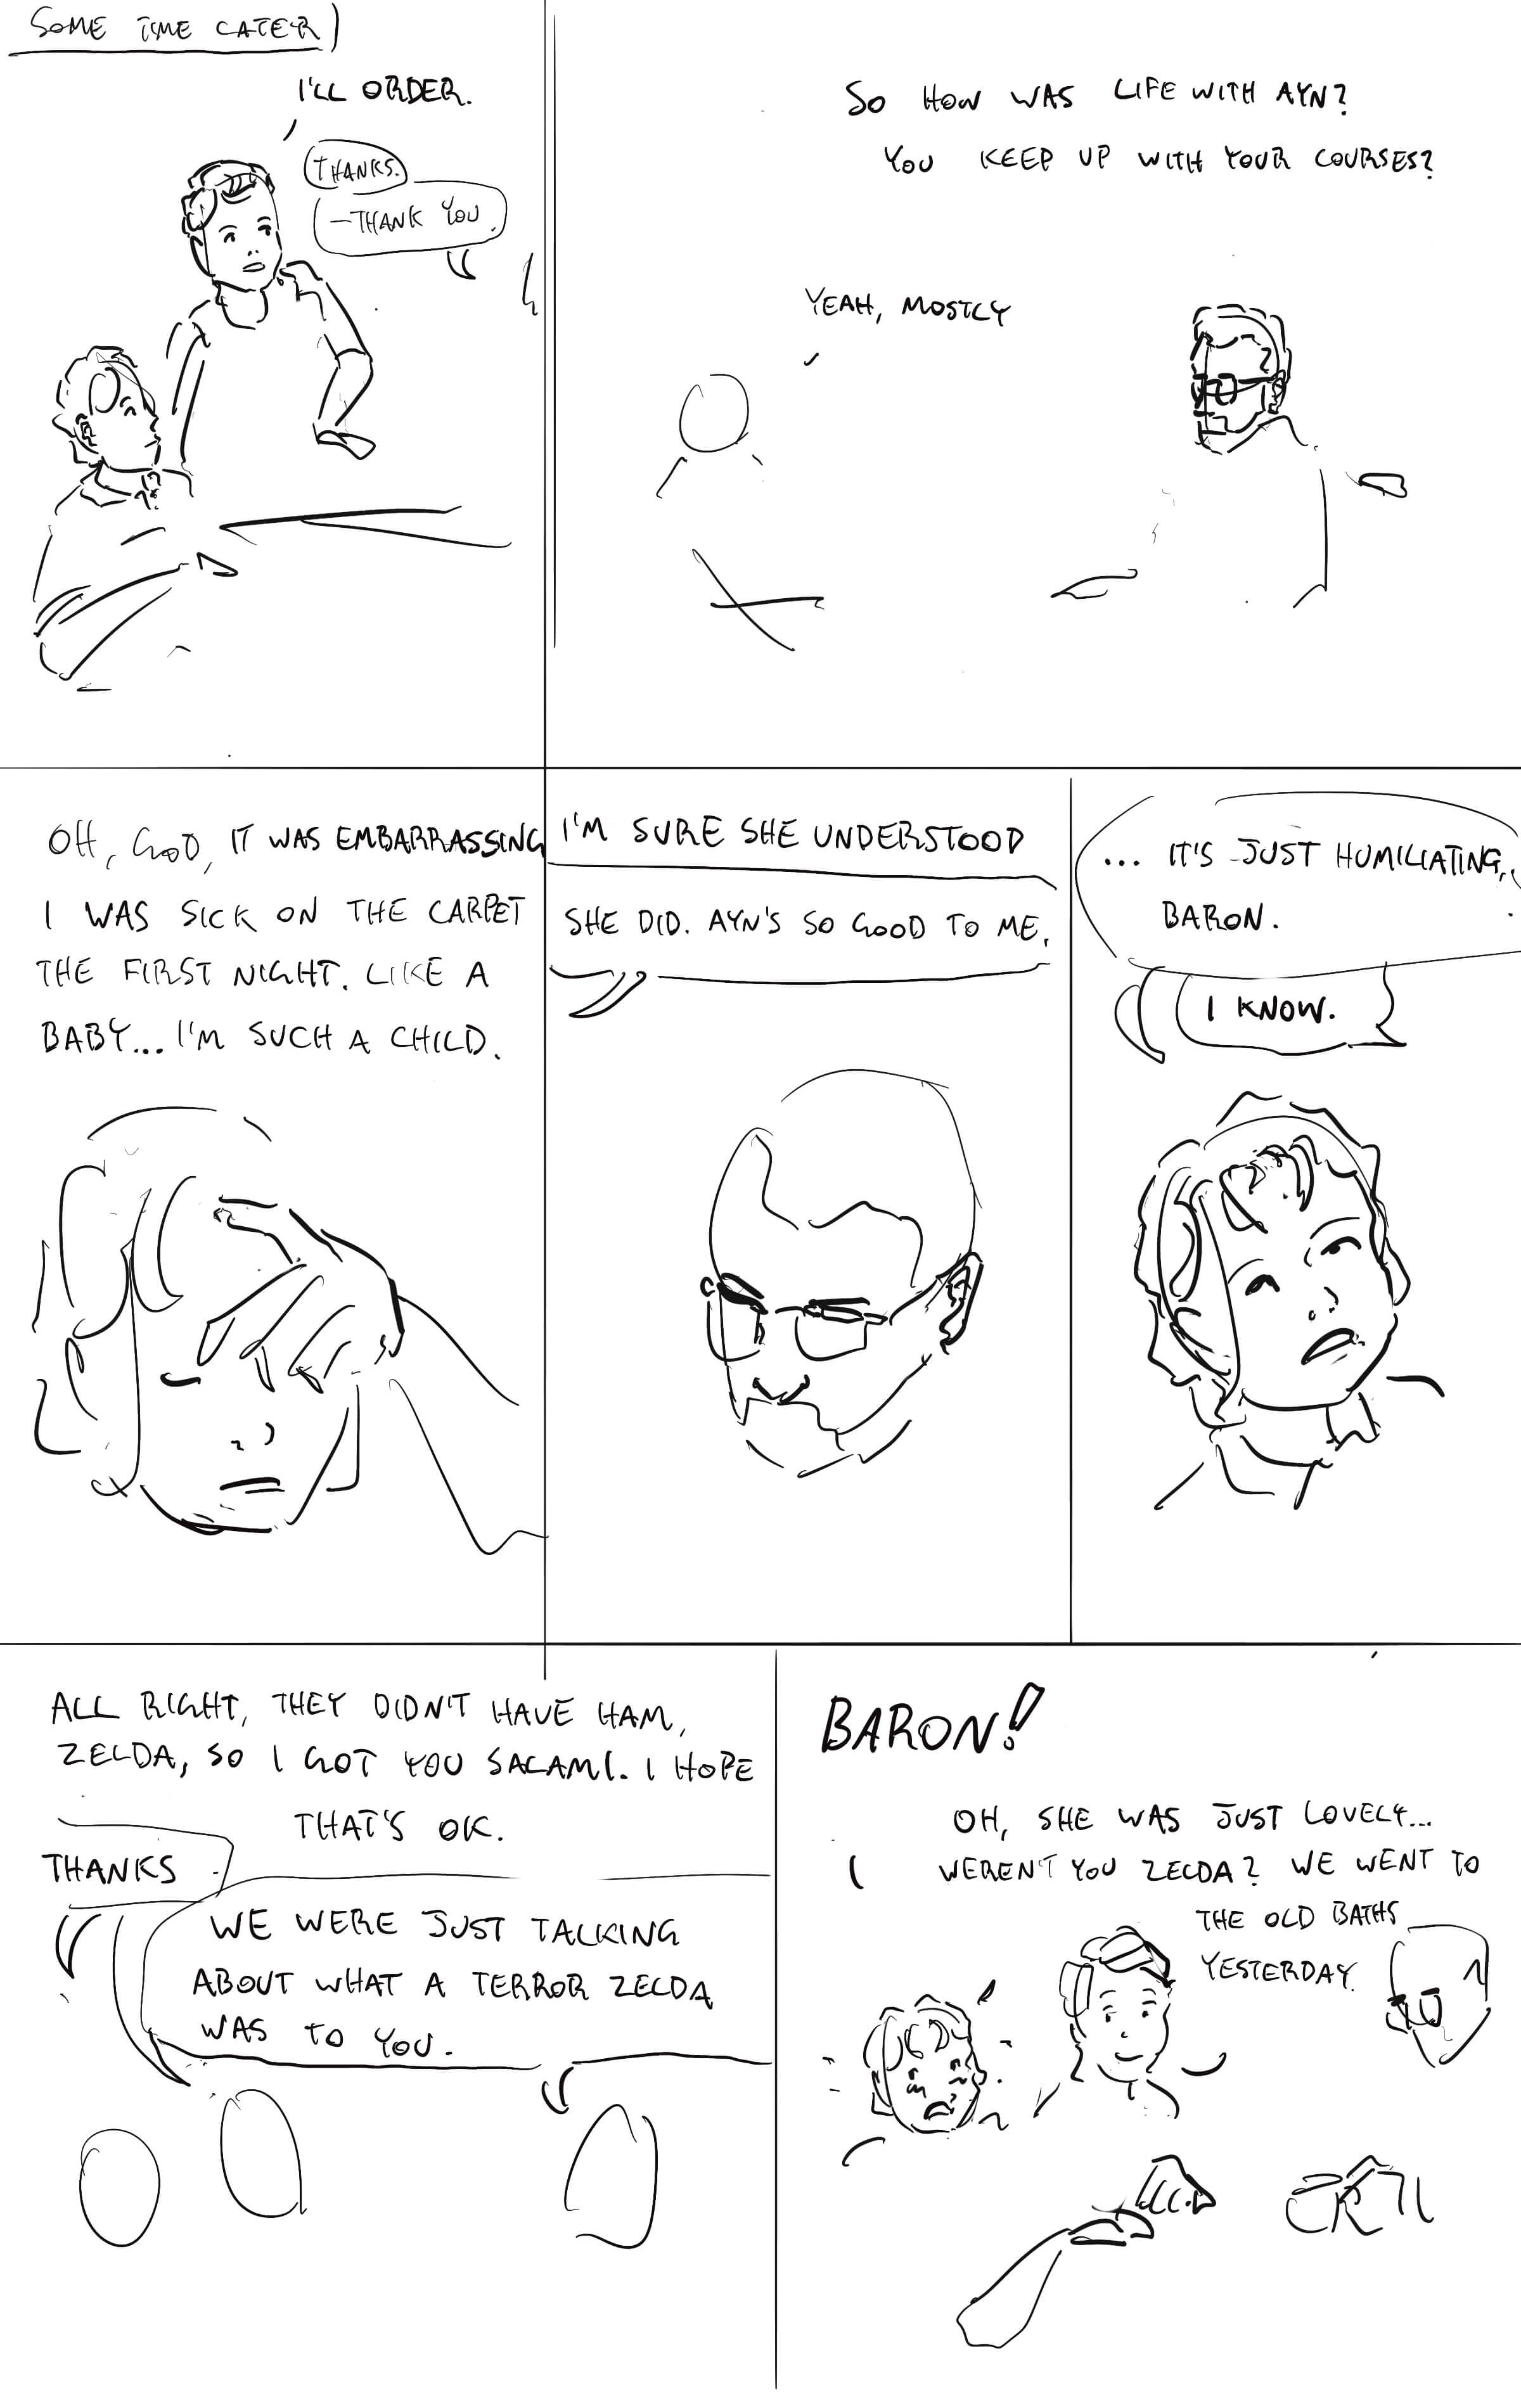 SOME TIME LATER
I'LL ORDER.
THANKS.
—THANK YOU.
SO HOW WAS LIFE WITH AYN?
YOU KEEP UP WITH YOUR COURSES?
YEAH, MOSTLY
OH, GOD, IT WAS EMBARRASSING
I WAS SICK ON THE CARPET
THE FIRST NIGHT. LIKE A
BABY... I'M SUCH A CHILD.
I'M SURE SHE UNDERSTOOD
SHE DID. AYN'S SO GOOD TO ME.
... IT'S JUST HUMILIATING,
BARON.
I KNOW.
ALL RIGHT, THEY DIDN'T HAVE HAM,
ZELDA, SO I GOT YOU SALAMI. I HOPE
THAT'S OK.
THANKS
WE WERE JUST TALKING
ABOUT WHAT A TERROR ZELDA
WAS TO YOU.
BARON!
OH, SHE WAS JUST LOVELY...
WEREN'T YOU ZELDA? WE WENT TO
THE OLD BATHS
YESTERDAY.